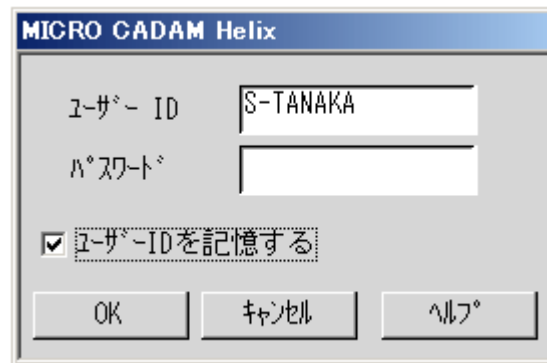 MICRO CADAM Helix
ﾕｰｻﾞｰ ID S-TANAKA
ﾊﾟｽﾜｰﾄﾞ
ﾕｰｻﾞｰIDを記憶する
OK ｷｬﾝｾﾙ ﾍﾙﾌﾟ